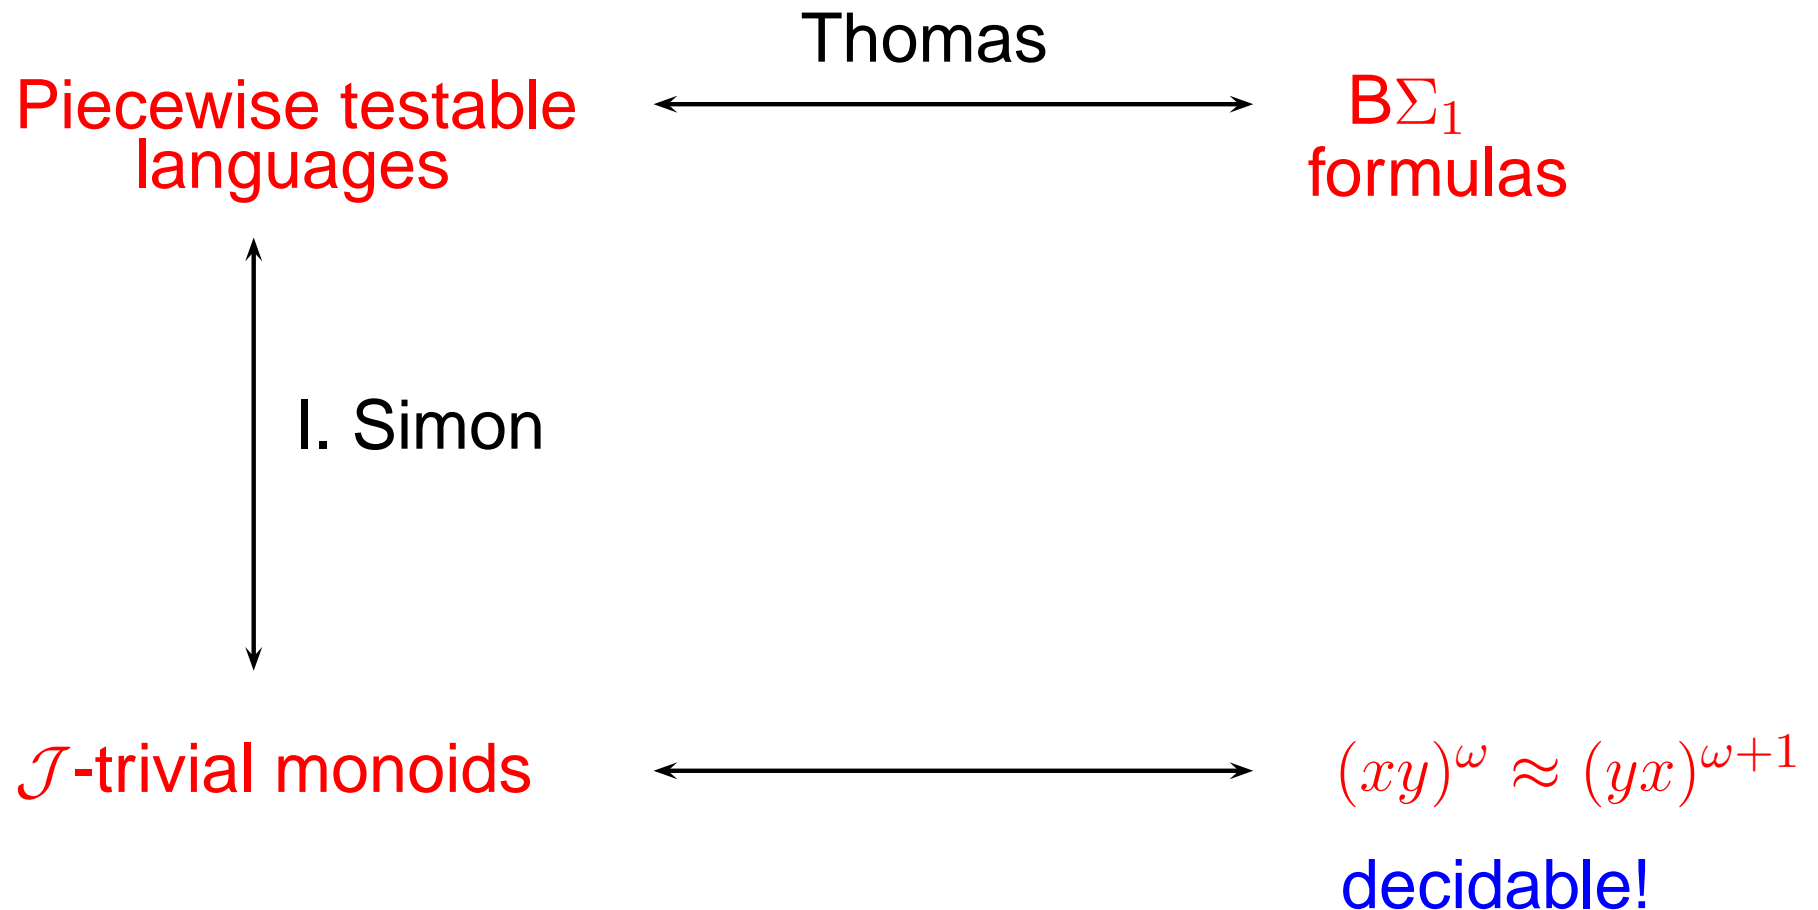 Thomas
Piecewise testable
languages
BΣ₁
formulas
I. Simon
𝒥-trivial monoids
(xy)^ω ≈ (yx)^{ω+1}
decidable!